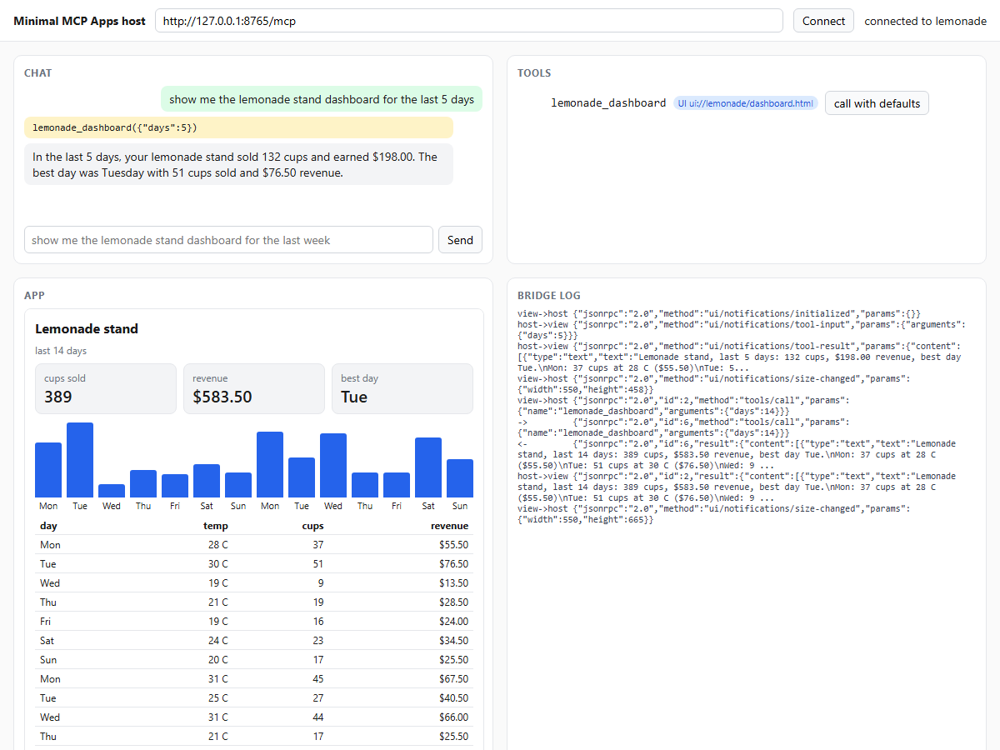 Minimal MCP Apps host
http://127.0.0.1:8765/mcp
Connect
connected to lemonade
CHAT
show me the lemonade stand dashboard for the last 5 days
lemonade_dashboard({"days":5})
In the last 5 days, your lemonade stand sold 132 cups and earned $198.00. The
best day was Tuesday with 51 cups sold and $76.50 revenue.
show me the lemonade stand dashboard for the last week
Send
TOOLS
lemonade_dashboard
UI ui://lemonade/dashboard.html
call with defaults
APP
Lemonade stand
last 14 days
cups sold
389
revenue
$583.50
best day
Tue
Mon Tue Wed Thu Fri Sat Sun Mon Tue Wed Thu Fri Sat Sun
day temp cups revenue
Mon 28 C 37 $55.50
Tue 30 C 51 $76.50
Wed 19 C 9 $13.50
Thu 21 C 19 $28.50
Fri 19 C 16 $24.00
Sat 24 C 23 $34.50
Sun 20 C 17 $25.50
Mon 31 C 45 $67.50
Tue 25 C 27 $40.50
Wed 31 C 44 $66.00
Thu 21 C 17 $25.50
BRIDGE LOG
view->host {"jsonrpc":"2.0","method":"ui/notifications/initialized","params":{}}
host->view {"jsonrpc":"2.0","method":"ui/notifications/tool-input","params":{"arguments":
{"days":5}}}
host->view {"jsonrpc":"2.0","method":"ui/notifications/tool-result","params":{"content":
[{"type":"text","text":"Lemonade stand, last 5 days: 132 cups, $198.00 revenue, best day
Tue.\nMon: 37 cups at 28 C ($55.50)\nTue: 5...
view->host {"jsonrpc":"2.0","method":"ui/notifications/size-changed","params":
{"width":550,"height":458}}
view->host {"jsonrpc":"2.0","id":2,"method":"tools/call","params":
{"name":"lemonade_dashboard","arguments":{"days":14}}}
-> {"jsonrpc":"2.0","id":6,"method":"tools/call","params":
{"name":"lemonade_dashboard","arguments":{"days":14}}}
<- {"jsonrpc":"2.0","id":6,"result":{"content":[{"type":"text","text":"Lemonade
stand, last 14 days: 389 cups, $583.50 revenue, best day Tue.\nMon: 37 cups at 28 C
($55.50)\nTue: 51 cups at 30 C ($76.50)\nWed: 9 ...
host->view {"jsonrpc":"2.0","id":2,"result":{"content":[{"type":"text","text":"Lemonade
stand, last 14 days: 389 cups, $583.50 revenue, best day Tue.\nMon: 37 cups at 28 C
($55.50)\nTue: 51 cups at 30 C ($76.50)\nWed: 9 ...
view->host {"jsonrpc":"2.0","method":"ui/notifications/size-changed","params":
{"width":550,"height":665}}